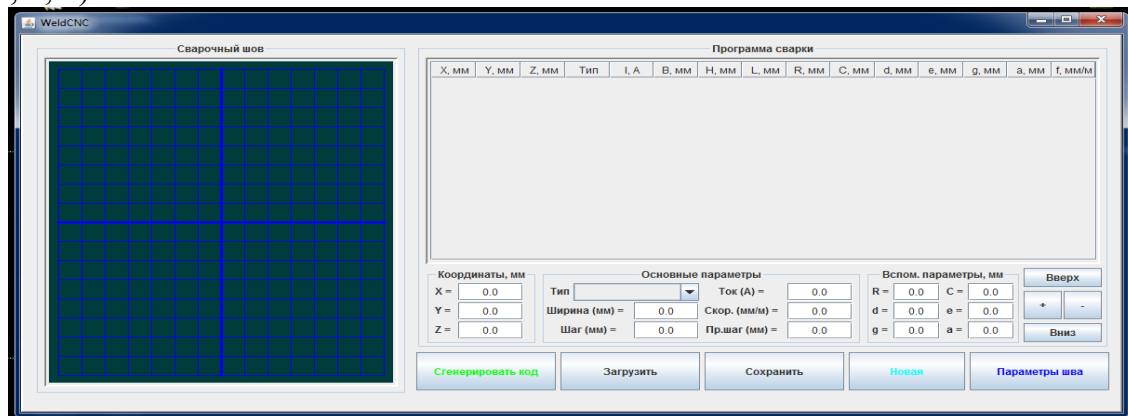 WeldCNC
Сварочный шов
Программа сварки
X, мм Y, мм Z, мм Тип I, A B, мм H, мм L, мм R, мм C, мм d, мм e, мм g, мм a, мм f, мм/м
Координаты, мм Основные параметры Вспом. параметры, мм Вверх
X = 0.0 Тип Ток (A) = 0.0 R = 0.0 C = 0.0
Y = 0.0 Ширина (мм) = 0.0 Скор. (мм/м) = 0.0 d = 0.0 e = 0.0 + -
Z = 0.0 Шаг (мм) = 0.0 Пр.шаг (мм) = 0.0 g = 0.0 a = 0.0 Вниз
Сгенерировать код Загрузить Сохранить Новая Параметры шва